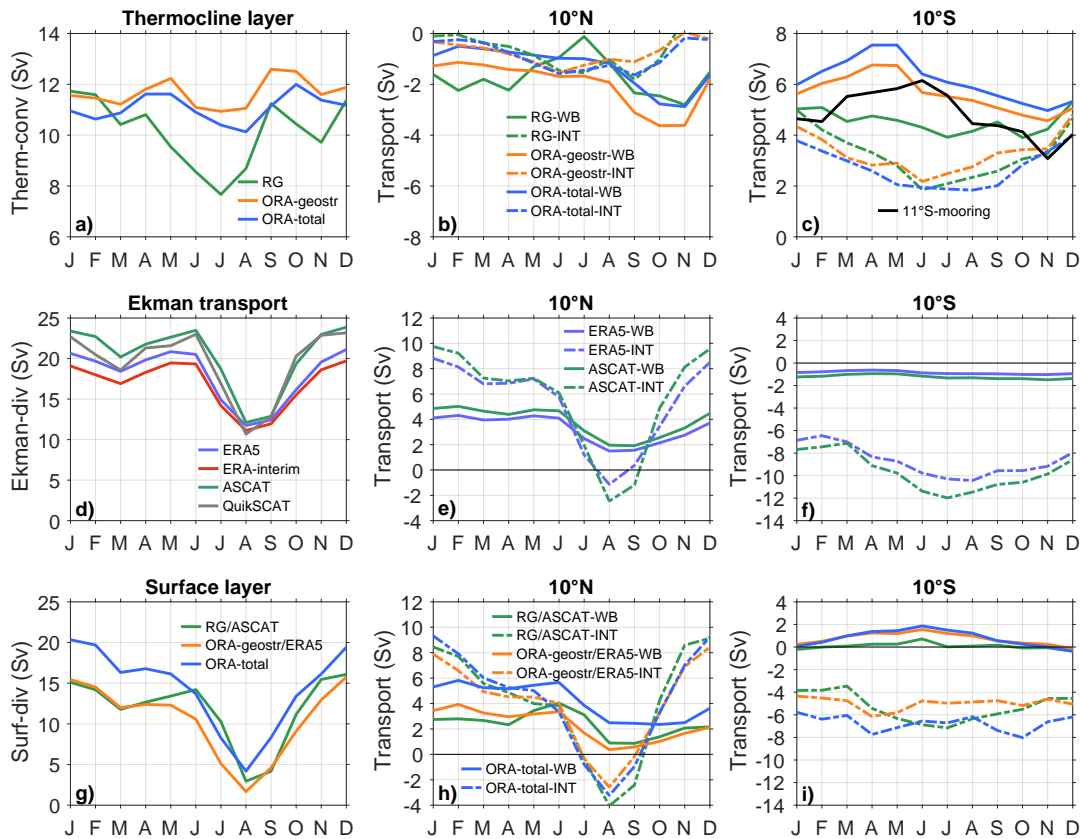 Thermocline layer
10°N
10°S
14
12
10
8
6
Therm-conv (Sv)
RG
ORA-geostr
ORA-total
a)
J F M A M J J A S O N D
0
-2
-4
-6
-8
Transport (Sv)
RG-WB
RG-INT
ORA-geostr-WB
ORA-geostr-INT
ORA-total-WB
ORA-total-INT
b)
J F M A M J J A S O N D
8
6
4
2
0
Transport (Sv)
11°S-mooring
c)
J F M A M J J A S O N D
Ekman transport
10°N
10°S
25
20
15
10
5
0
Ekman-div (Sv)
ERA5
ERA-interim
ASCAT
QuikSCAT
d)
J F M A M J J A S O N D
12
10
8
6
4
2
0
-2
-4
Transport (Sv)
ERA5-WB
ERA5-INT
ASCAT-WB
ASCAT-INT
e)
J F M A M J J A S O N D
4
2
0
-2
-4
-6
-8
-10
-12
-14
Transport (Sv)
f)
J F M A M J J A S O N D
Surface layer
10°N
10°S
25
20
15
10
5
0
Surf-div (Sv)
RG/ASCAT
ORA-geostr/ERA5
ORA-total
g)
J F M A M J J A S O N D
12
10
8
6
4
2
0
-2
-4
Transport (Sv)
RG/ASCAT-WB
RG/ASCAT-INT
ORA-geostr/ERA5-WB
ORA-geostr/ERA5-INT
ORA-total-WB
ORA-total-INT
h)
J F M A M J J A S O N D
4
2
0
-2
-4
-6
-8
-10
-12
-14
Transport (Sv)
i)
J F M A M J J A S O N D